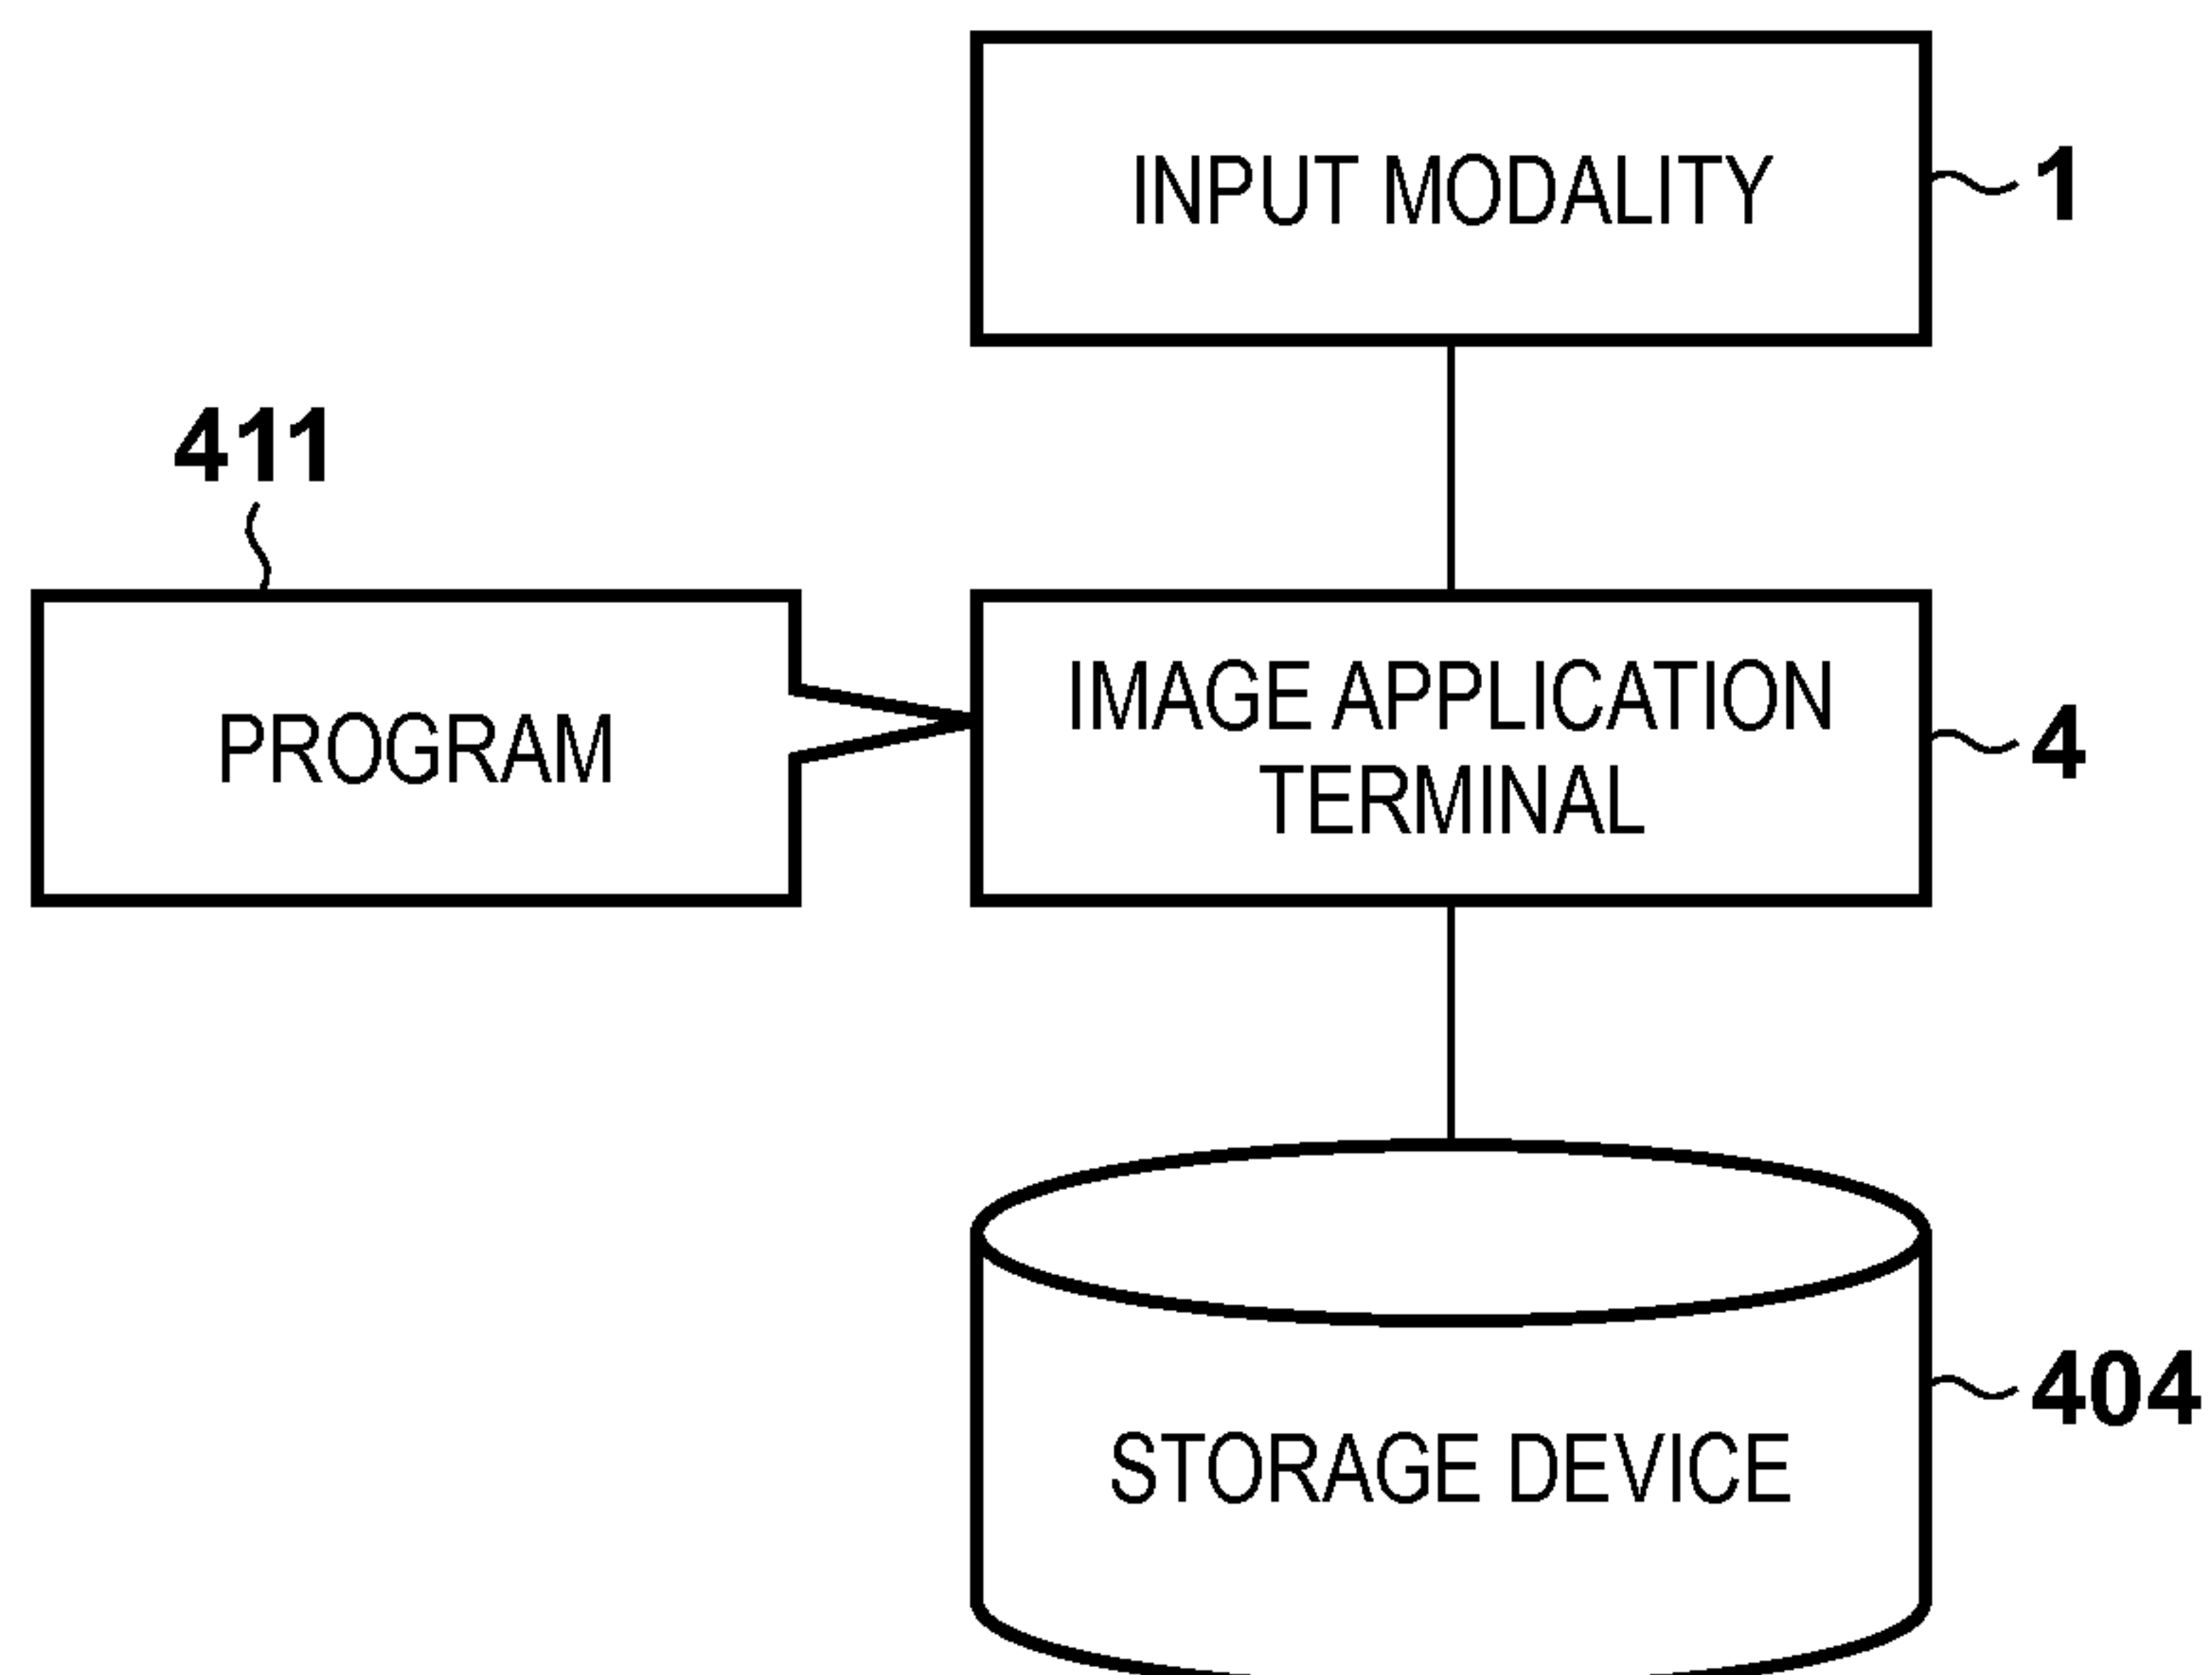 INPUT MODALITY
1
411
PROGRAM
IMAGE APPLICATION
TERMINAL
4
STORAGE DEVICE
404